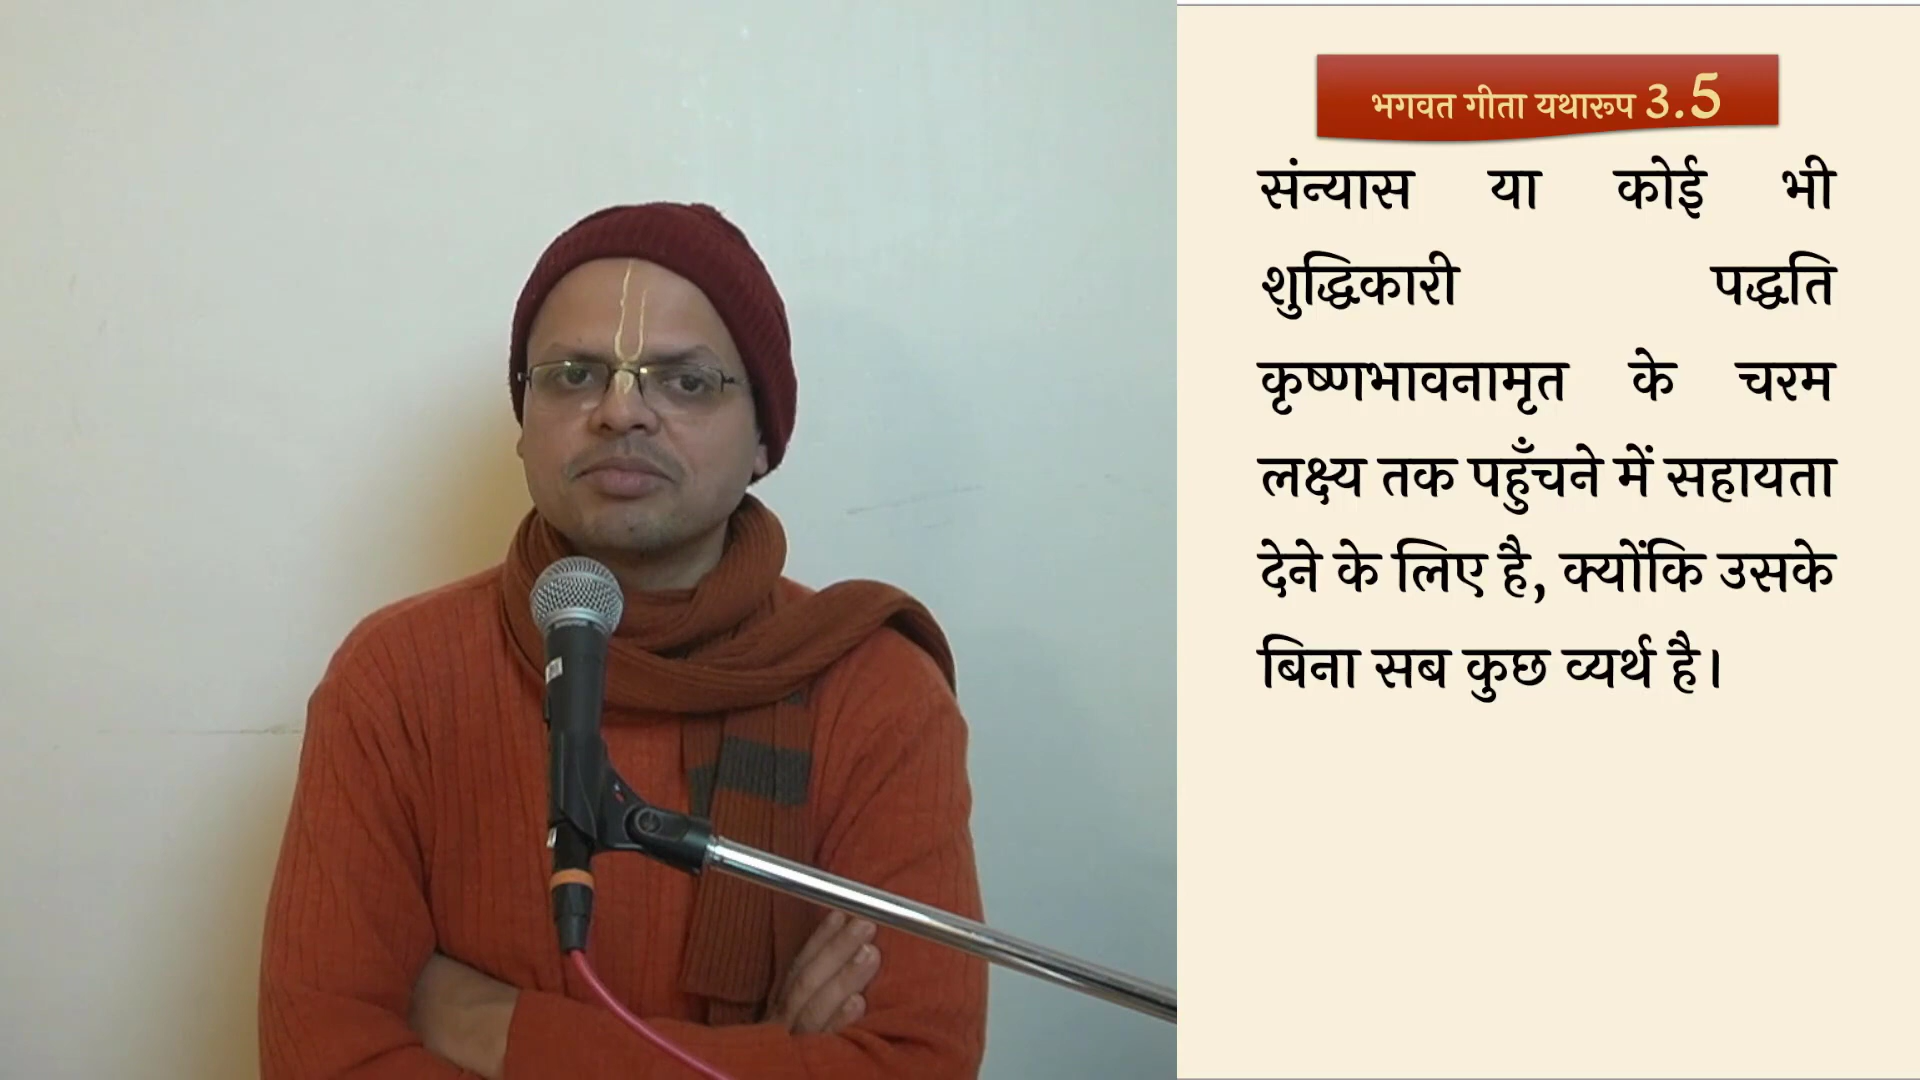 भगवत गीता यथारूप 3.5
संन्यास या कोई भी
शुद्धिकारी पद्धति
कृष्णभावनामृत के चरम
लक्ष्य तक पहुँचने में सहायता
देने के लिए है, क्योंकि उसके
बिना सब कुछ व्यर्थ है।